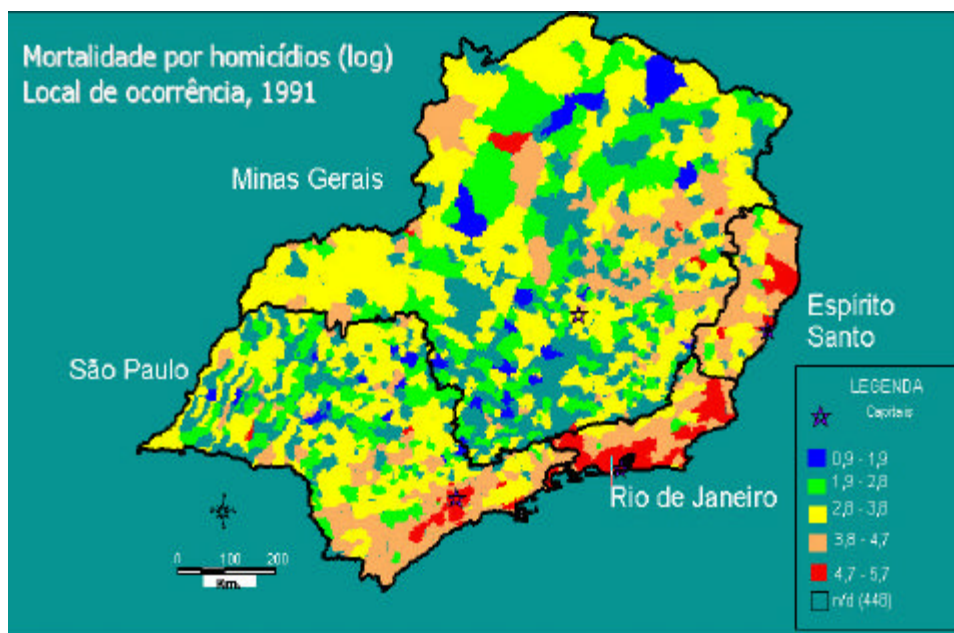 Mortalidade por homicídios (log)
Local de ocorrência, 1991
Minas Gerais
Espírito
Santo
São Paulo
Rio de Janeiro
LEGENDA
Capitais
0,9 - 1,9
1,9 - 2,8
2,8 - 3,8
3,8 - 4,7
4,7 - 5,7
n/d (448)
0 100 200
Km.